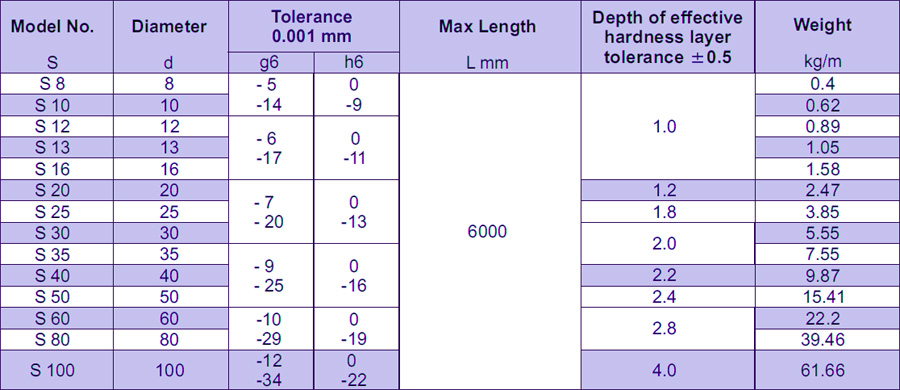 Model No. Diameter Tolerance 0.001 mm Max Length Depth of effective hardness layer tolerance ±0.5 Weight
S d g6 h6 L mm kg/m
S 8 8 - 5 0 6000 1.0 0.4
S 10 10 -14 -9 0.62
S 12 12 - 6 0 0.89
S 13 13 -17 -11 1.05
S 16 16 1.58
S 20 20 - 7 0 1.2 2.47
S 25 25 - 20 -13 1.8 3.85
S 30 30 2.0 5.55
S 35 35 - 9 0 7.55
S 40 40 - 25 -16 2.2 9.87
S 50 50 2.4 15.41
S 60 60 -10 0 2.8 22.2
S 80 80 -29 -19 39.46
S 100 100 -12 0 4.0 61.66
-34 -22